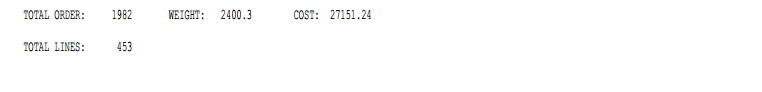 TOTAL ORDER: 1982 WEIGHT: 2400.3 COST: 27151.24
TOTAL LINES: 453